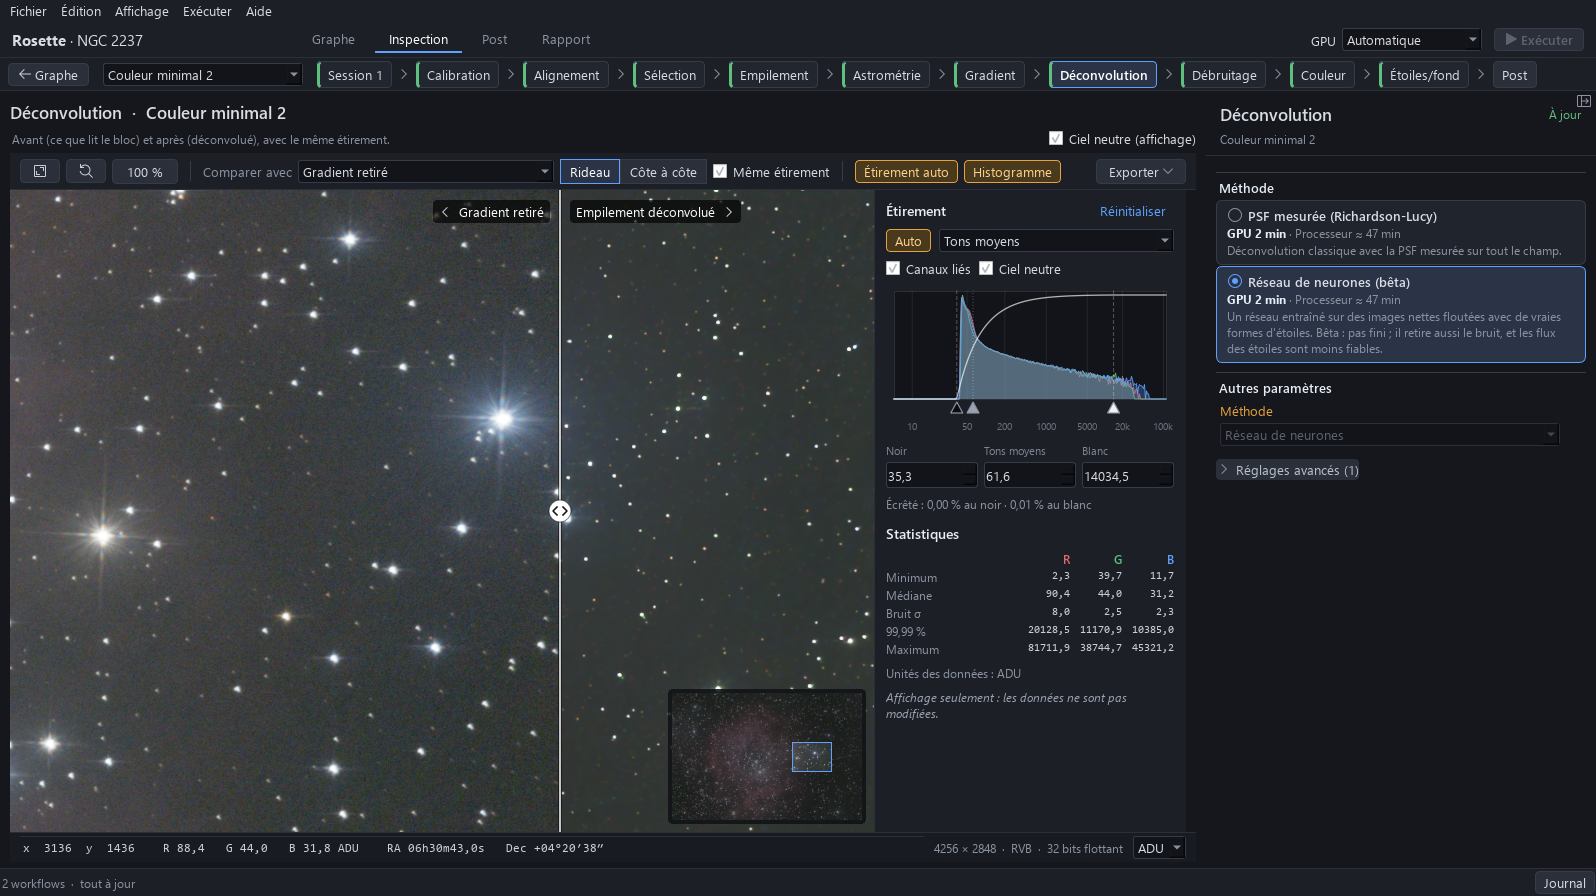 Fichier Édition Affichage Exécuter Aide
Rosette · NGC 2237 Graphe Inspection Post Rapport GPU Automatique Exécuter
Graphe Couleur minimal 2 Session 1 Calibration Alignement Sélection Empilement Astrométrie Gradient Déconvolution Débruitage Couleur Étoiles/fond Post
Déconvolution · Couleur minimal 2
Avant (ce que lit le bloc) et après (déconvolué), avec le même étirement.
Ciel neutre (affichage)
100 % Comparer avec Gradient retiré Rideau Côte à côte Même étirement Étirement auto Histogramme Exporter
Gradient retiré
Empilement déconvolué
Étirement Réinitialiser
Auto Tons moyens
Canaux liés Ciel neutre
10 50 200 1000 5000 20k 100k
Noir Tons moyens Blanc
35,3 61,6 14034,5
Écrêté : 0,00 % au noir · 0,01 % au blanc
Statistiques
R G B
Minimum 2,3 39,7 11,7
Médiane 90,4 44,0 31,2
Bruit σ 8,0 2,5 2,3
99,99 % 20128,5 11170,9 10385,0
Maximum 81711,9 38744,7 45321,2
Unités des données : ADU
Affichage seulement : les données ne sont pas
modifiées.
Déconvolution À jour
Couleur minimal 2
Méthode
PSF mesurée (Richardson-Lucy)
GPU 2 min · Processeur ≈ 47 min
Déconvolution classique avec la PSF mesurée sur tout le champ.
Réseau de neurones (bêta)
GPU 2 min · Processeur ≈ 47 min
Un réseau entraîné sur des images nettes floutées avec de vraies
formes d'étoiles. Bêta : pas fini ; il retire aussi le bruit, et les flux
des étoiles sont moins fiables.
Autres paramètres
Méthode
Réseau de neurones
Réglages avancés (1)
x 3136 y 1436 R 88,4 G 44,0 B 31,8 ADU RA 06h30m43,0s Dec +04°20’38”
4256 × 2848 · RVB · 32 bits flottant ADU
2 workflows · tout à jour
Journal